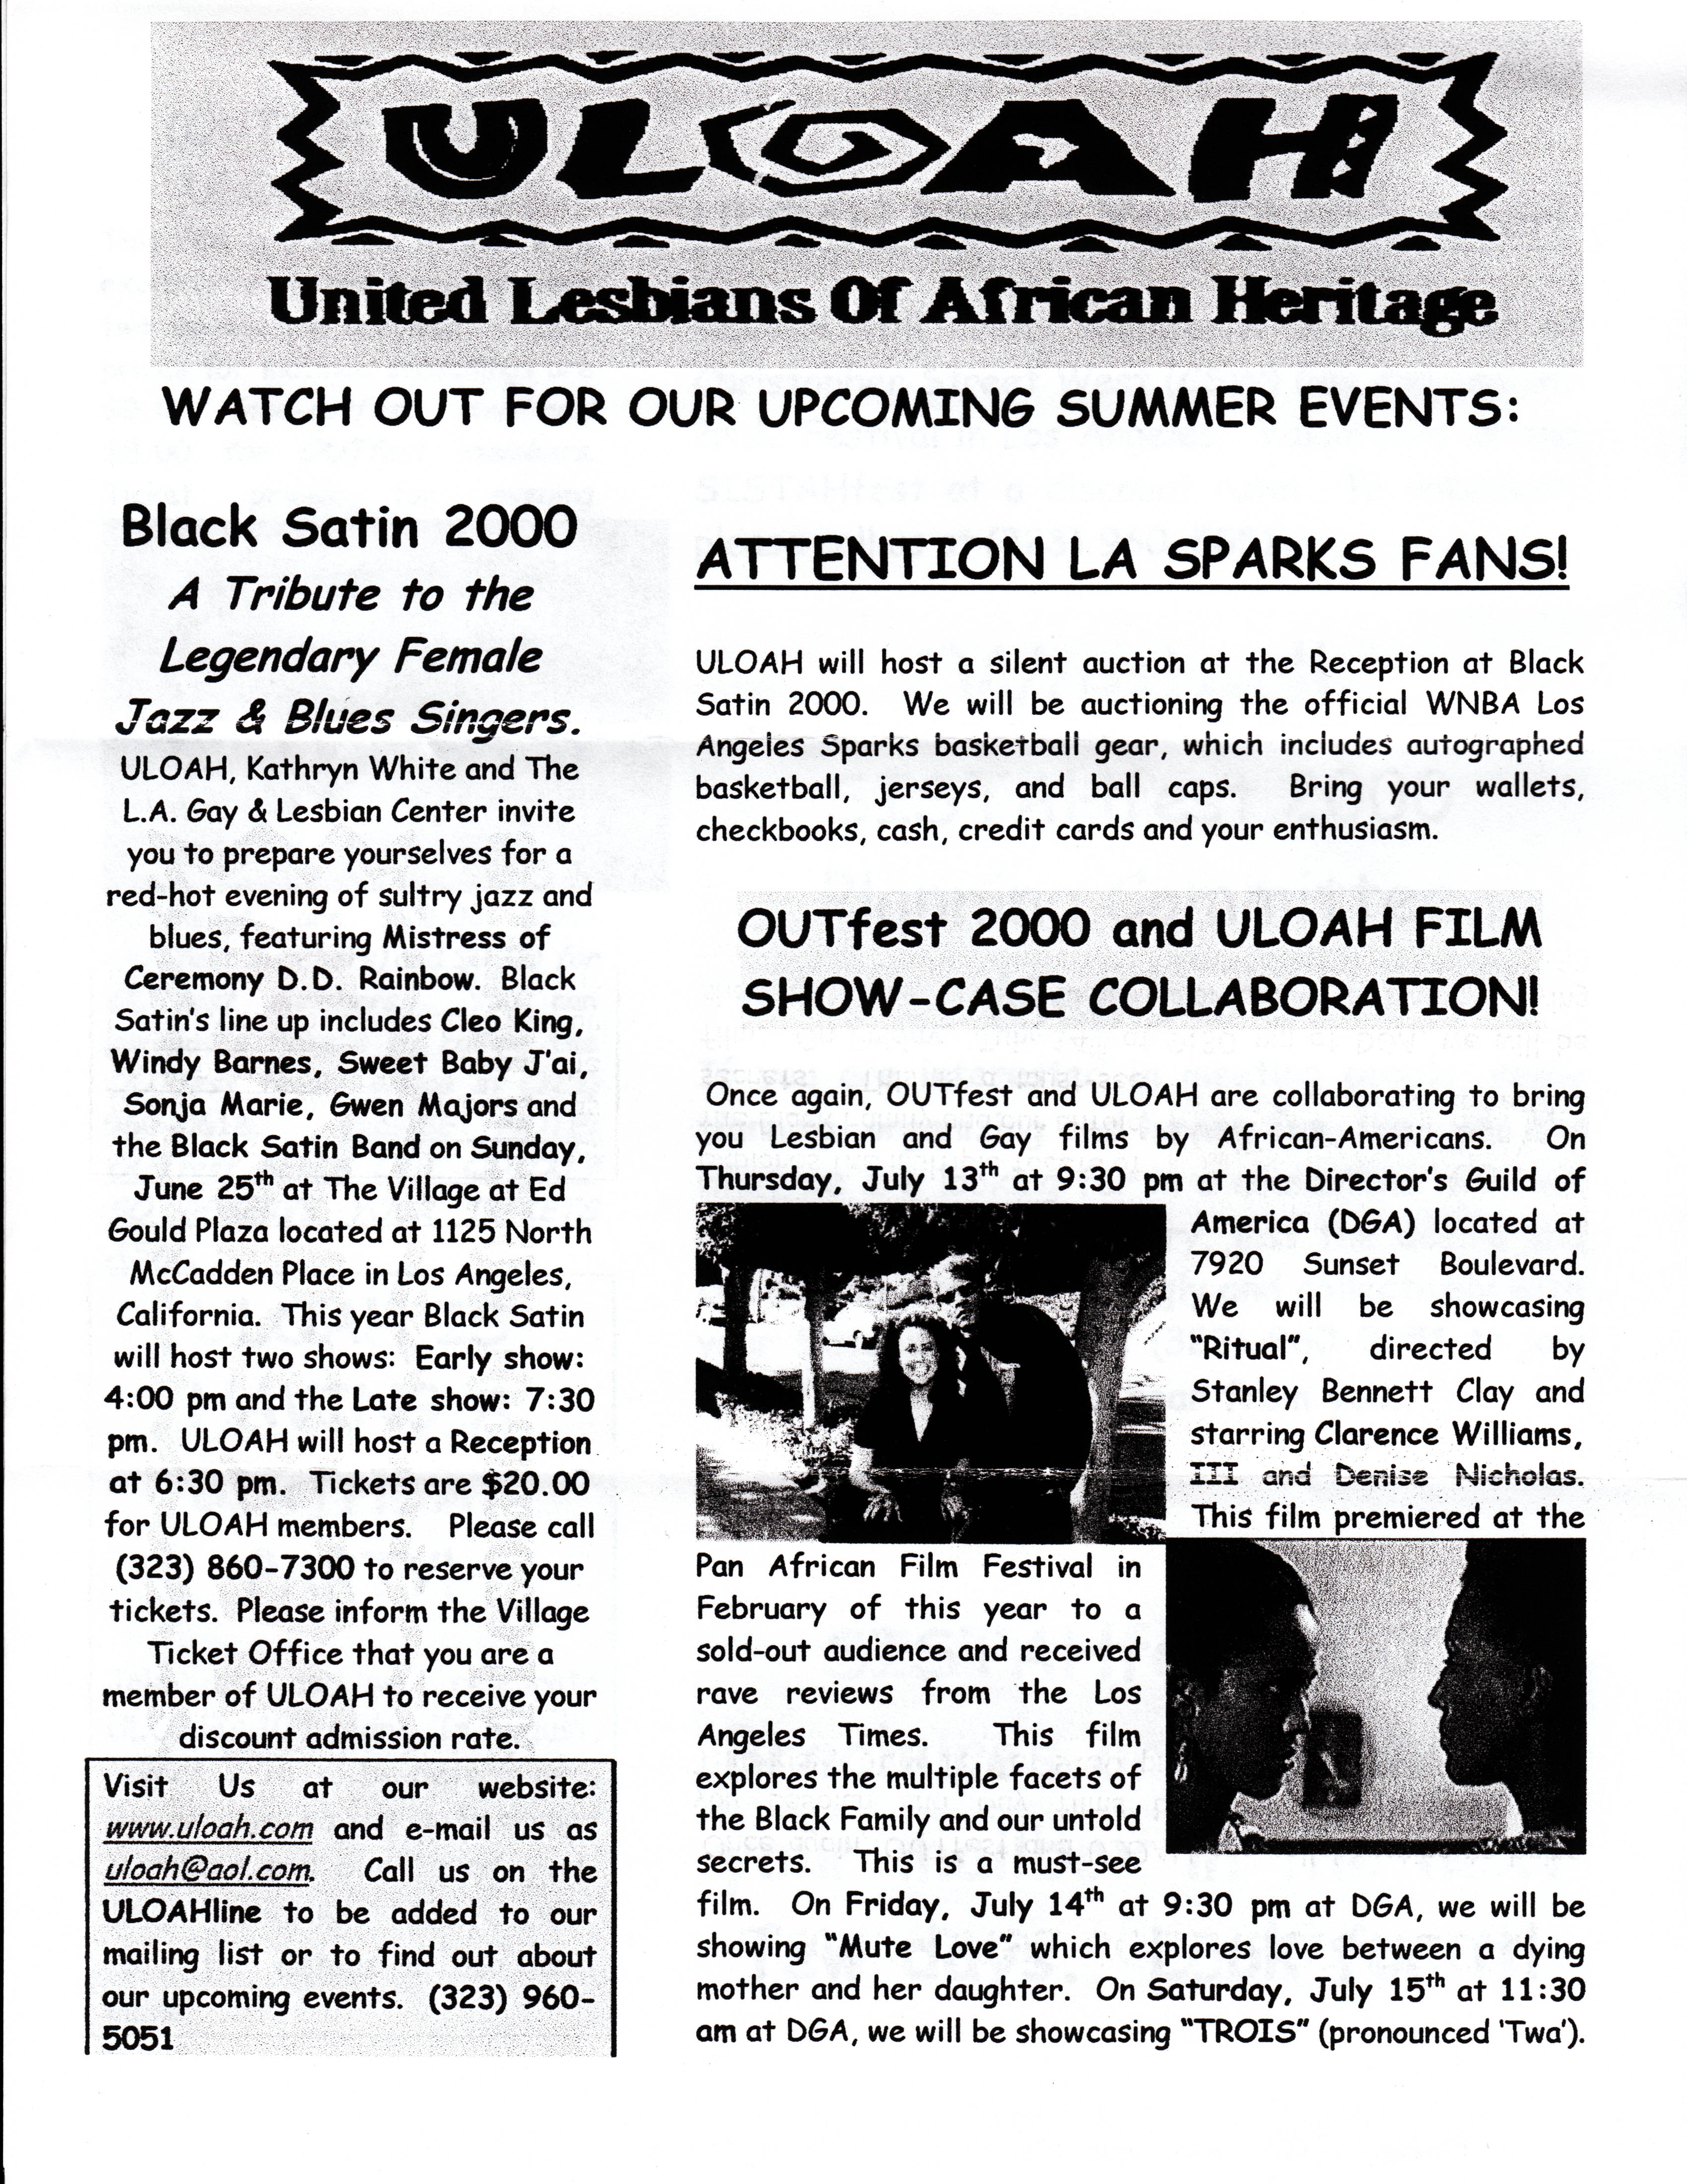 ULOAH
United Lesbians Of African Heritage
WATCH OUT FOR OUR UPCOMING SUMMER EVENTS:
Black Satin 2000
A Tribute to the
Legendary Female
Jazz & Blues Singers.
ULOAH, Kathryn White and The
L.A. Gay & Lesbian Center invite
you to prepare yourselves for a
red-hot evening of sultry jazz and
blues, featuring Mistress of
Ceremony D.D. Rainbow. Black
Satin's line up includes Cleo King,
Windy Barnes, Sweet Baby J'ai,
Sonja Marie, Gwen Majors and
the Black Satin Band on Sunday,
June 25th at The Village at Ed
Gould Plaza located at 1125 North
McCadden Place in Los Angeles,
California. This year Black Satin
will host two shows: Early show:
4:00 pm and the Late show: 7:30
pm. ULOAH will host a Reception
at 6:30 pm. Tickets are $20.00
for ULOAH members. Please call
(323) 860-7300 to reserve your
tickets. Please inform the Village
Ticket Office that you are a
member of ULOAH to receive your
discount admission rate.
Visit Us at our website:
www.uloah.com and e-mail us as
uloah@aol.com. Call us on the
ULOAHline to be added to our
mailing list or to find out about
our upcoming events. (323) 960-
5051
ATTENTION LA SPARKS FANS!
ULOAH will host a silent auction at the Reception at Black
Satin 2000. We will be auctioning the official WNBA Los
Angeles Sparks basketball gear, which includes autographed
basketball, jerseys, and ball caps. Bring your wallets,
checkbooks, cash, credit cards and your enthusiasm.
OUTfest 2000 and ULOAH FILM
SHOW-CASE COLLABORATION!
Once again, OUTfest and ULOAH are collaborating to bring
you Lesbian and Gay films by African-Americans. On
Thursday, July 13th at 9:30 pm at the Director's Guild of
America (DGA) located at
7920 Sunset Boulevard.
We will be showcasing
"Ritual", directed by
Stanley Bennett Clay and
starring Clarence Williams,
III and Denise Nicholas.
This film premiered at the
Pan African Film Festival in
February of this year to a
sold-out audience and received
rave reviews from the Los
Angeles Times. This film
explores the multiple facets of
the Black Family and our untold
secrets. This is a must-see
film. On Friday, July 14th at 9:30 pm at DGA, we will be
showing "Mute Love" which explores love between a dying
mother and her daughter. On Saturday, July 15th at 11:30
am at DGA, we will be showcasing "TROIS" (pronounced 'Twa').